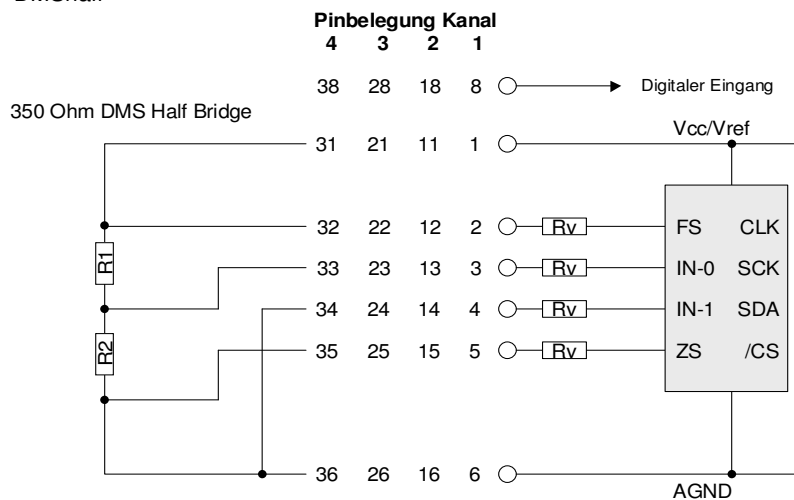 Pinbelegung Kanal
4 3 2 1
38 28 18 8 Digitaler Eingang
350 Ohm DMS Half Bridge
Vcc/Vref
31 21 11 1
32 22 12 2 Rv FS CLK
R1
33 23 13 3 Rv IN-0 SCK
34 24 14 4 Rv IN-1 SDA
R2
35 25 15 5 Rv ZS /CS
36 26 16 6
AGND